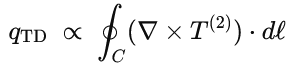 q_TD ∝ ∮_C (∇ × T^(2)) · dℓ